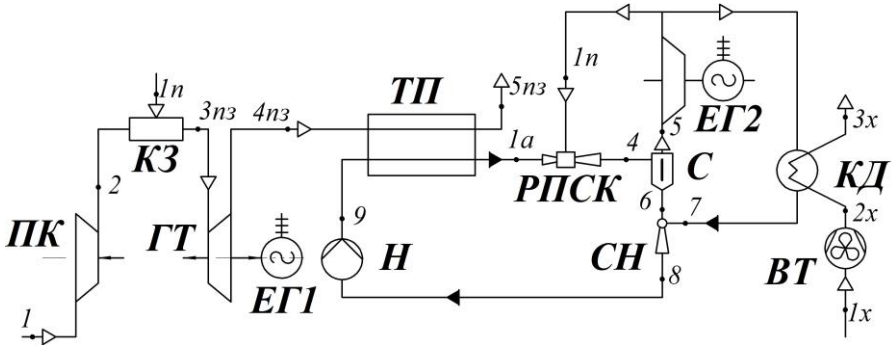 1п
5пз
1п
3пз
4пз
ТП
1а
ЕГ2
5
3х
КЗ
4
С
2
РПСК
КД
6
7
2х
ПК
ГТ
9
Н
СН
ВТ
ЕГ1
8
1
1х